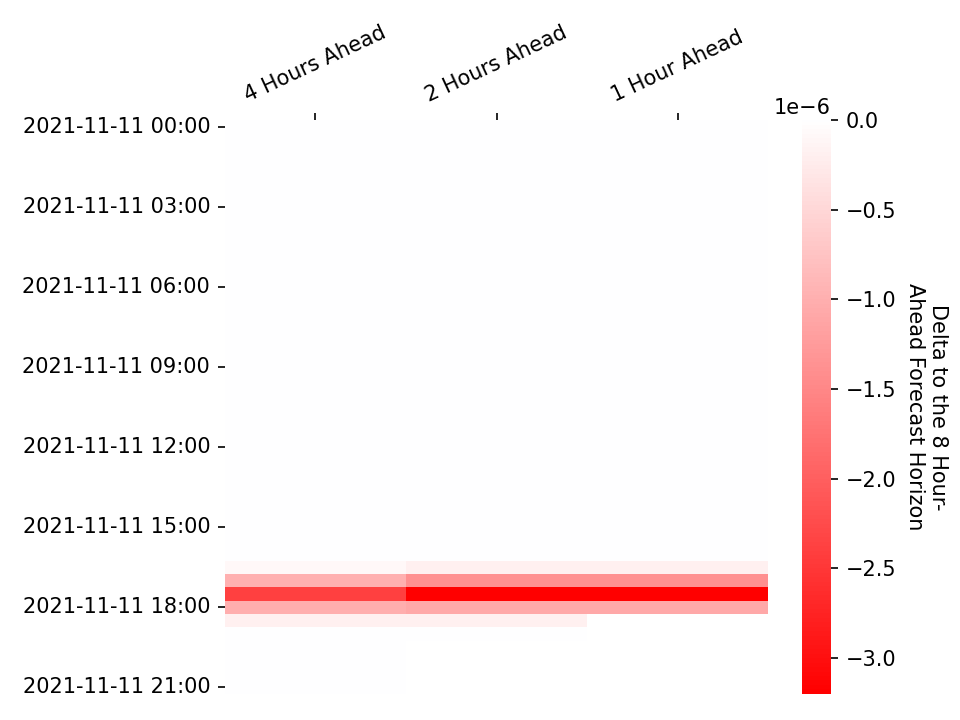 4 Hours Ahead
2 Hours Ahead
1 Hour Ahead
2021-11-11 00:00
2021-11-11 03:00
2021-11-11 06:00
2021-11-11 09:00
2021-11-11 12:00
2021-11-11 15:00
2021-11-11 18:00
2021-11-11 21:00
1e−6
0.0
−0.5
−1.0
−1.5
−2.0
−2.5
−3.0
Delta to the 8 Hour-
Ahead Forecast Horizon